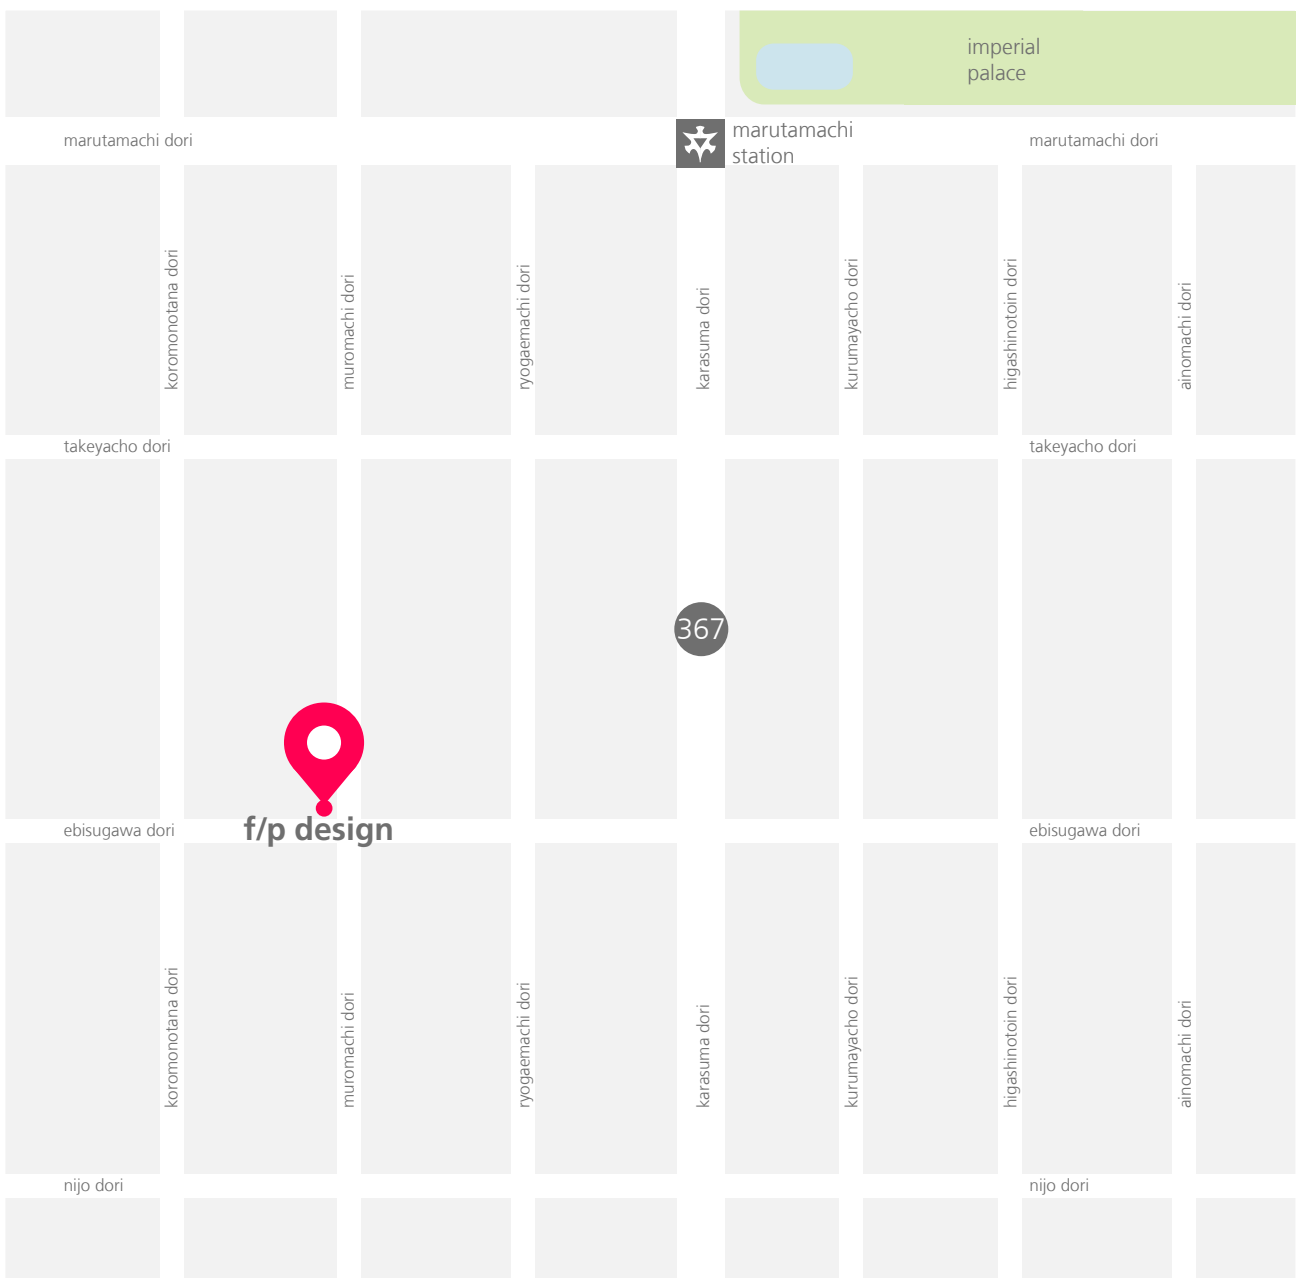 imperial
palace
marutamachi dori
marutamachi
station
marutamachi dori
koromonotana dori
muromachi dori
ryogaemachi dori
karasuma dori
kurumayacho dori
higashinotoin dori
ainomachi dori
takeyacho dori
takeyacho dori
367
ebisugawa dori
f/p design
ebisugawa dori
koromonotana dori
muromachi dori
ryogaemachi dori
karasuma dori
kurumayacho dori
higashinotoin dori
ainomachi dori
nijo dori
nijo dori